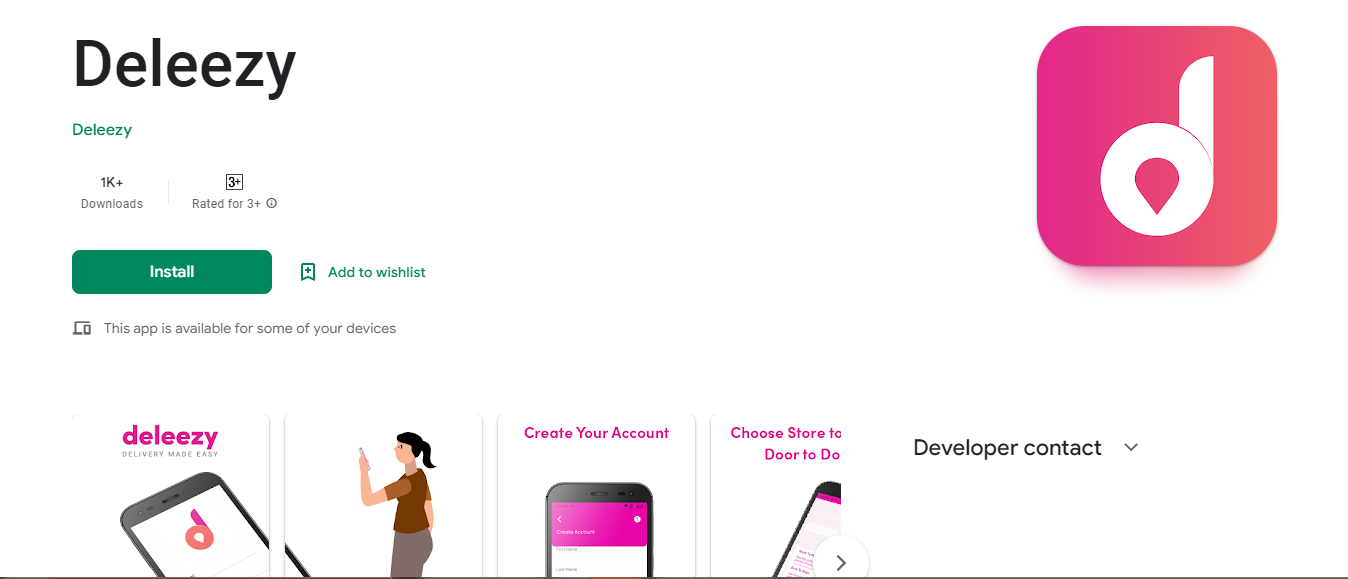 Deleezy
Deleezy
1K+
Downloads
3+
Rated for 3+
Install
Add to wishlist
This app is available for some of your devices
deleezy
DELIVERY MADE EASY
Create Your Account
Create Account
First Name
Last Name
Choose Store to
Door to Do
Developer contact